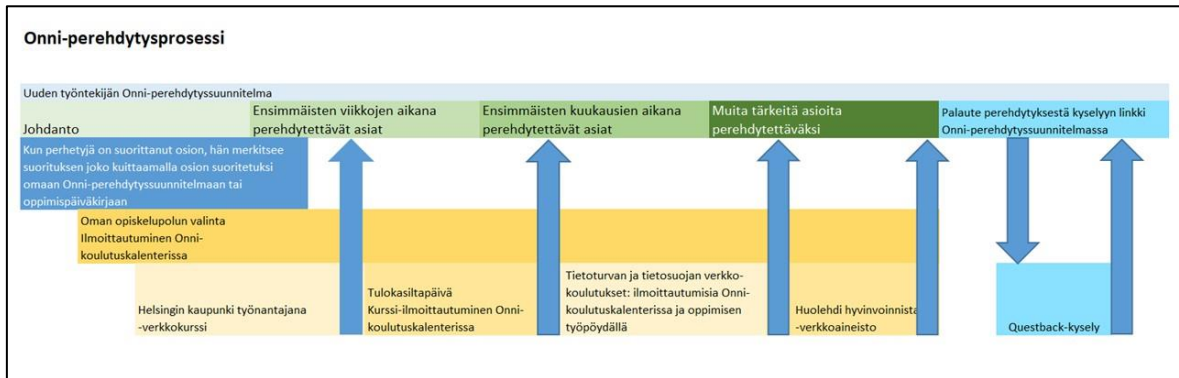 Onni-perehdytysprosessi
Uuden työntekijän Onni-perehdytyssuunnitelma
Johdanto
Ensimmäisten viikkojen aikana
perehdytettävät asiat
Ensimmäisten kuukausien aikana
perehdytettävät asiat
Muita tärkeitä asioita
perehdytettäväksi
Palaute perehdytyksestä kyselyyn linkki
Onni-perehdytyssuunnitelmassa
Kun perhetyjä on suorittanut osion, hän merkitsee
suorituksen joko kuittaamalla osion suoritetuksi
omaan Onni-perehdytyssuunnitelmaan tai
oppimispäiväkirjaan
Oman opiskelupolun valinta
Ilmoittautuminen Onni-
koulutuskalenterissa
Helsingin kaupunki työnantajana
-verkkokurssi
Tulokasiltapäivä
Kurssi-ilmoittautuminen Onni-
koulutuskalenterissa
Tietoturvan ja tietosuojan verkko-
koulutukset: ilmoittautumisia Onni-
koulutuskalenterissa ja oppimisen
työpöydällä
Huolehdi hyvinvoinnista
-verkkoaineisto
Questback-kysely